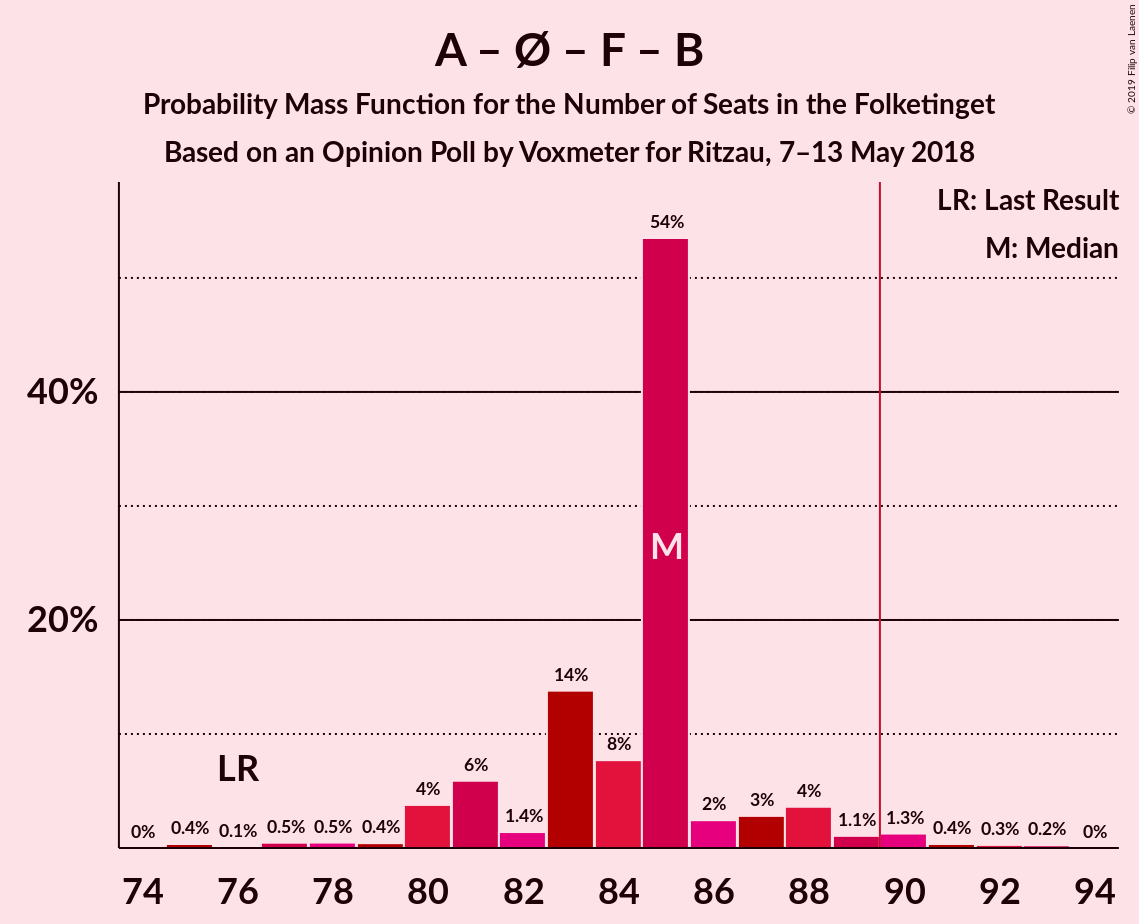 A – Ø – F – B
Probability Mass Function for the Number of Seats in the Folketinget
Based on an Opinion Poll by Voxmeter for Ritzau, 7–13 May 2018
© 2019 Filip van Laenen
LR: Last Result
M: Median
54%
40%
M
20%
14%
8%
LR
6%
4%
1.4%
2%
3%
4%
1.1%
1.3%
0%
0.4%
0.1%
0.5%
0.5%
0.4%
0.4%
0.3%
0.2%
0%
74 76 78 80 82 84 86 88 90 92 94